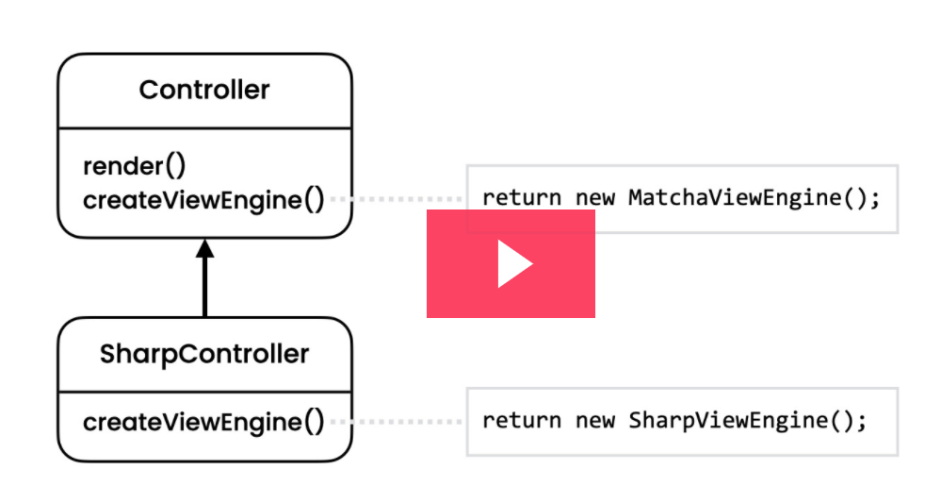 Controller
render()
createViewEngine()
return new MatchaViewEngine();
SharpController
createViewEngine()
return new SharpViewEngine();